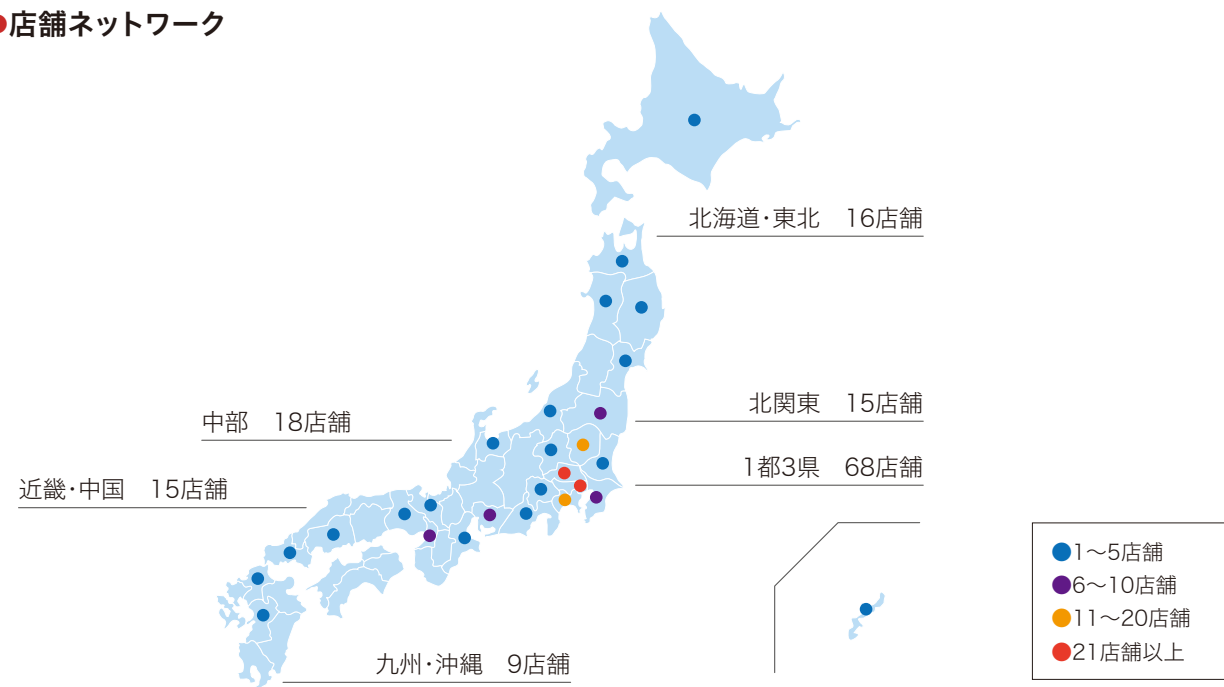 ●店舗ネットワーク
北海道・東北　16店舗
北関東　15店舗
中部　18店舗
1都3県　68店舗
近畿・中国　15店舗
九州・沖縄　9店舗
●1〜5店舗
●6〜10店舗
●11〜20店舗
●21店舗以上